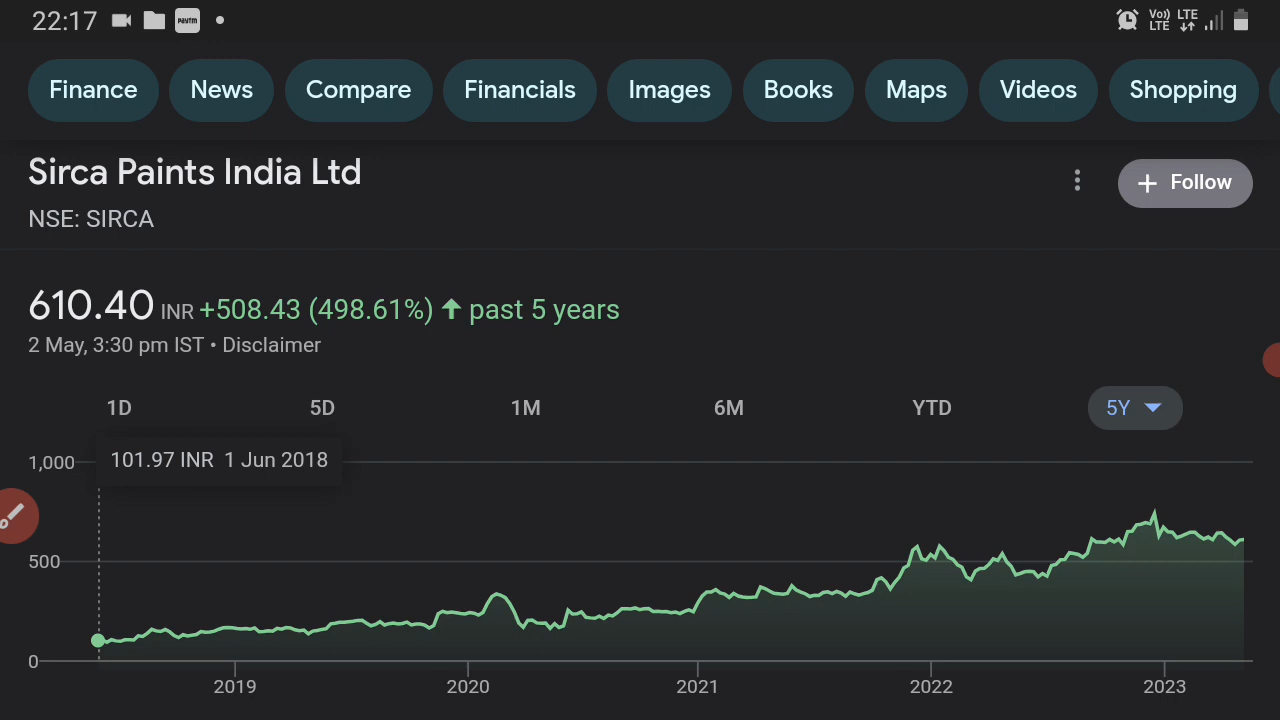 22:17 paytm Vo)) LTE LTE
Finance News Compare Financials Images Books Maps Videos Shopping
Sirca Paints India Ltd
+ Follow
NSE: SIRCA
610.40 INR +508.43 (498.61%) ↑ past 5 years
2 May, 3:30 pm IST • Disclaimer
1D 5D 1M 6M YTD 5Y
101.97 INR 1 Jun 2018
1,000
500
0
2019 2020 2021 2022 2023